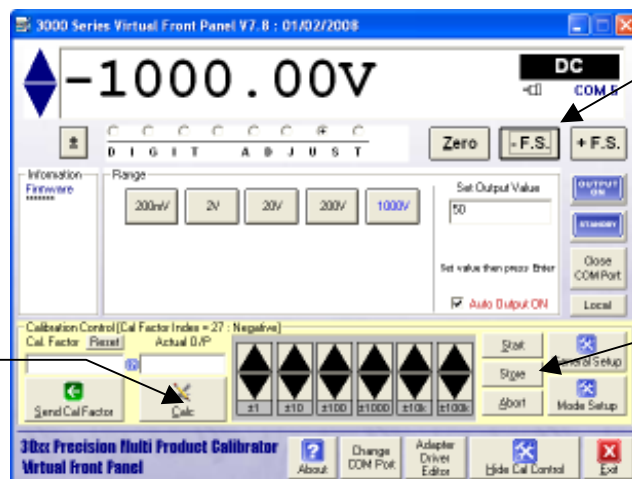 3000 Series Virtual Front Panel V7.8 : 01/02/2008
-1000.00V
DC
COM 5
±
DIGIT ADJUST
Zero
- F.S.
+ F.S.
Information
Firmware
Range
200mV
2V
20V
200V
1000V
Set Output Value
50
Set value then press Enter
Auto Output ON
OUTPUT ON
STANDBY
Close COM Port
Local
Calibration Control [Cal Factor Index = 27 : Negative]
Cal. Factor
Reset
Actual O/P
Send Cal Factor
Calc
±1
±10
±100
±1000
±10k
±100k
Start
Store
Abort
General Setup
Mode Setup
30xx Precision Multi Product Calibrator
Virtual Front Panel
About
Change COM Port
Adapter Driver Editor
Hide Cal Control
Exit